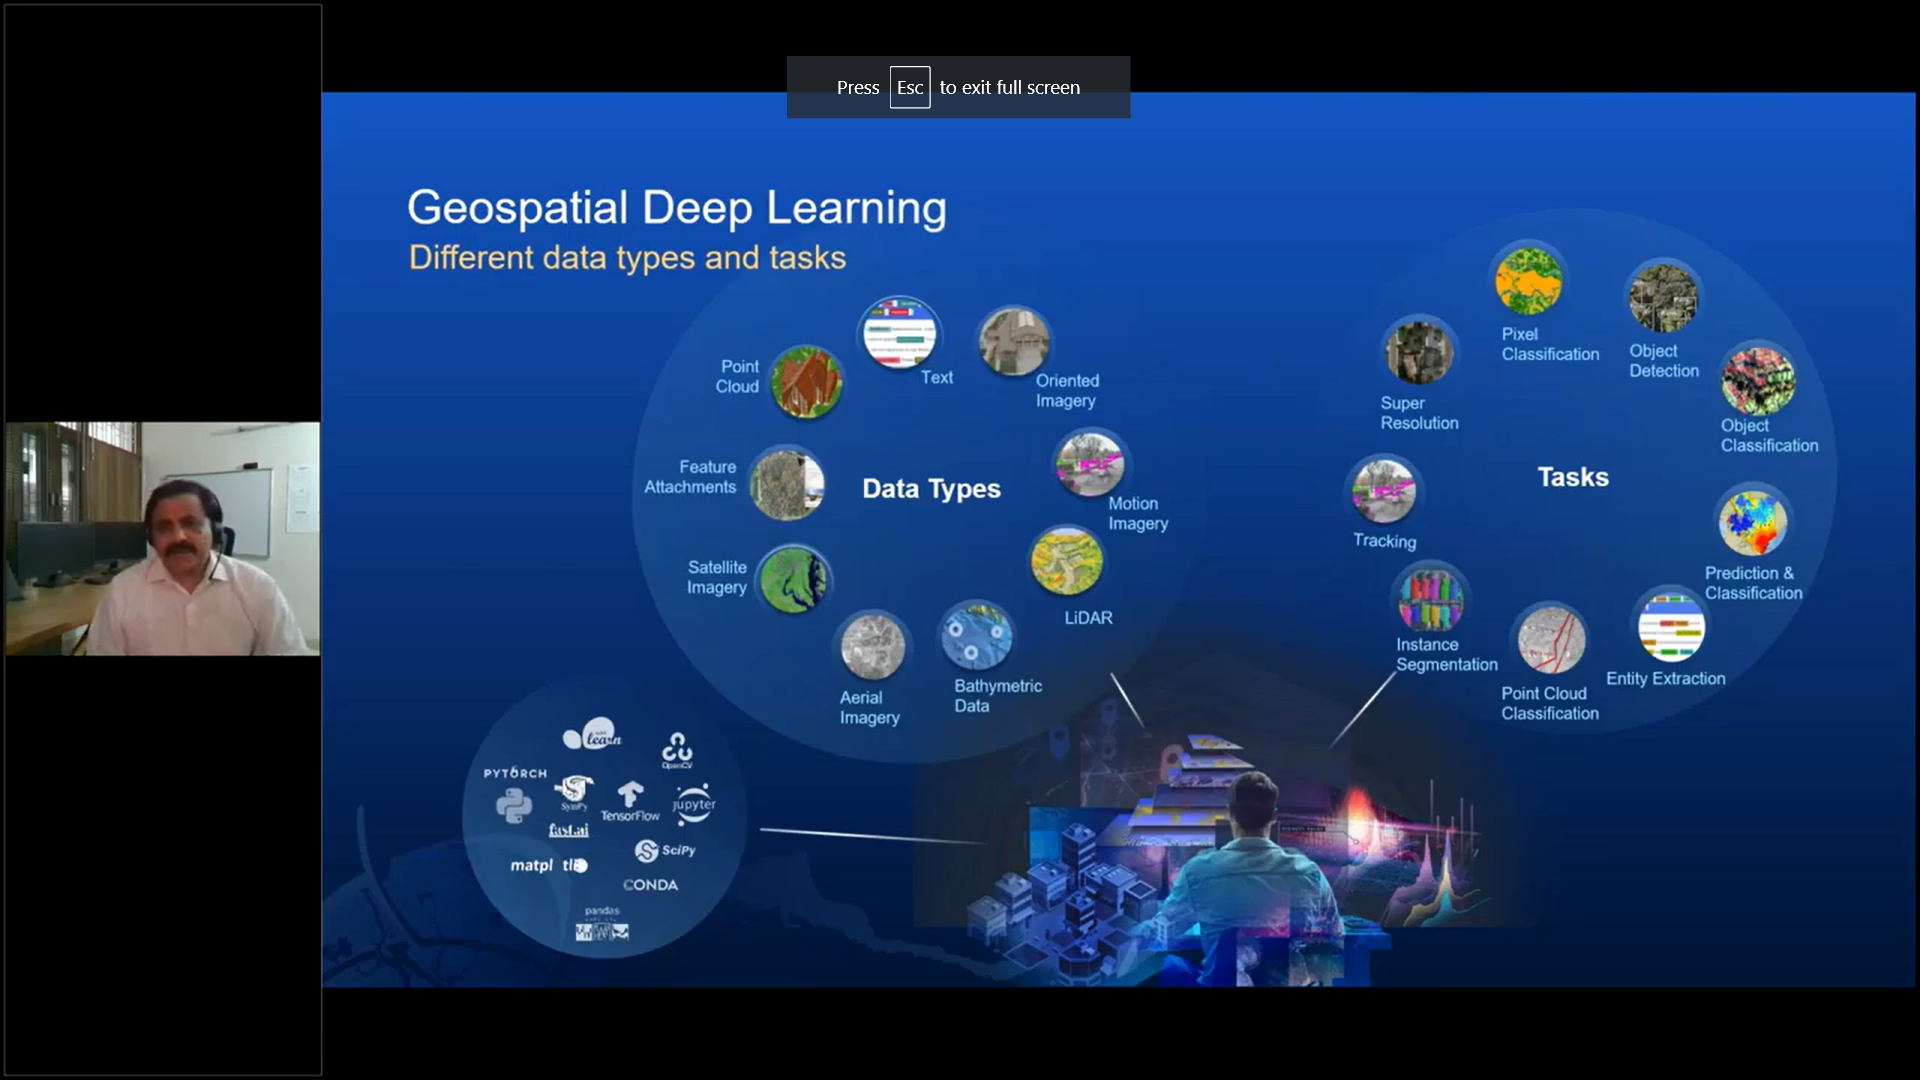 Press Esc to exit full screen
Geospatial Deep Learning
Different data types and tasks
Data Types
Point
Cloud
Text
Oriented
Imagery
Feature
Attachments
Motion
Imagery
Satellite
Imagery
LiDAR
Aerial
Imagery
Bathymetric
Data
Tasks
Pixel
Classification
Object
Detection
Super
Resolution
Object
Classification
Tracking
Prediction &
Classification
Instance
Segmentation
Entity Extraction
Point Cloud
Classification
learn
OpenCV
PYTORCH
SymPy
TensorFlow
jupyter
fast.ai
SciPy
matpl tlib
CONDA
pandas